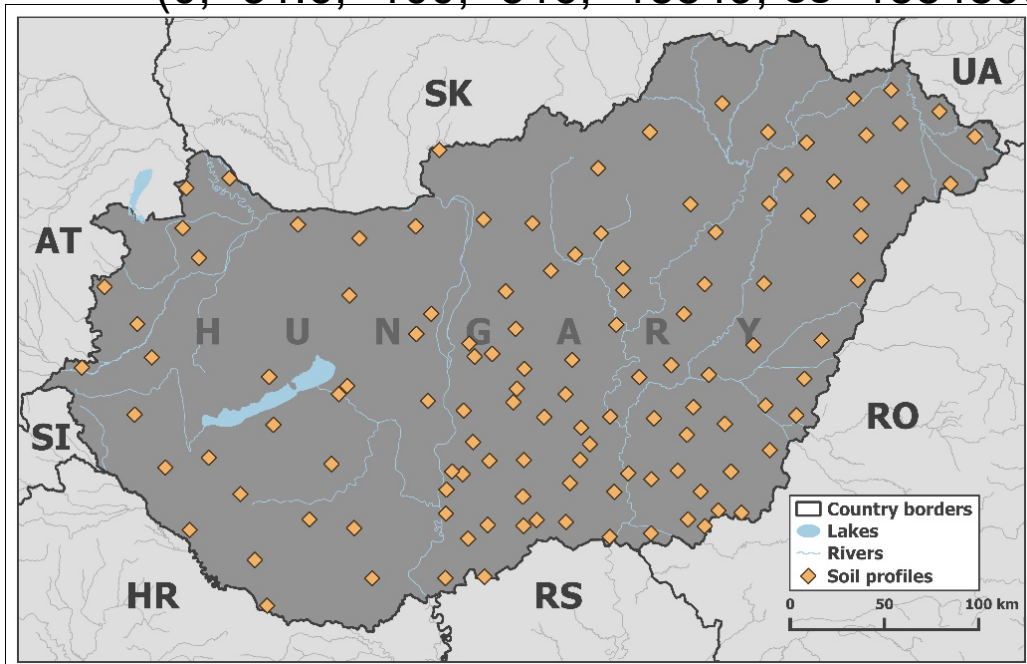 UA
SK
AT
H U N G A R Y
SI
RO
Country borders
Lakes
Rivers
Soil profiles
HR
RS
0 50 100 km